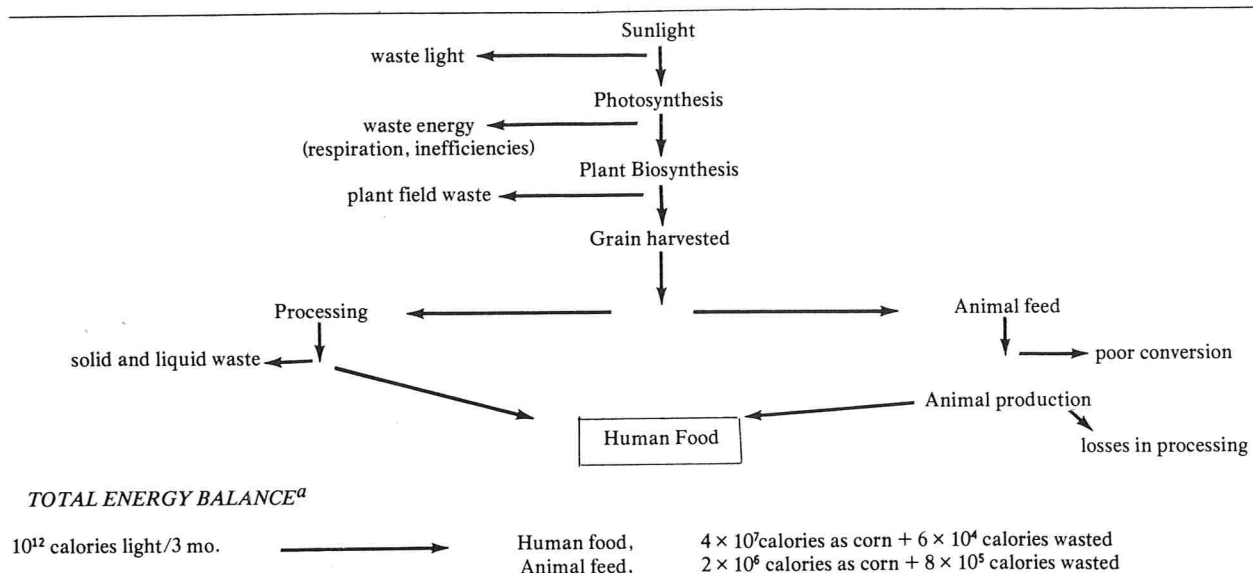 Sunlight
waste light
Photosynthesis
waste energy
(respiration, inefficiencies)
Plant Biosynthesis
plant field waste
Grain harvested
Processing
Animal feed
solid and liquid waste
poor conversion
Animal production
Human Food
losses in processing
TOTAL ENERGY BALANCEᵃ
10¹² calories light/3 mo.
Human food, 4 × 10⁷calories as corn + 6 × 10⁴ calories wasted
Animal feed, 2 × 10⁶ calories as corn + 8 × 10⁵ calories wasted